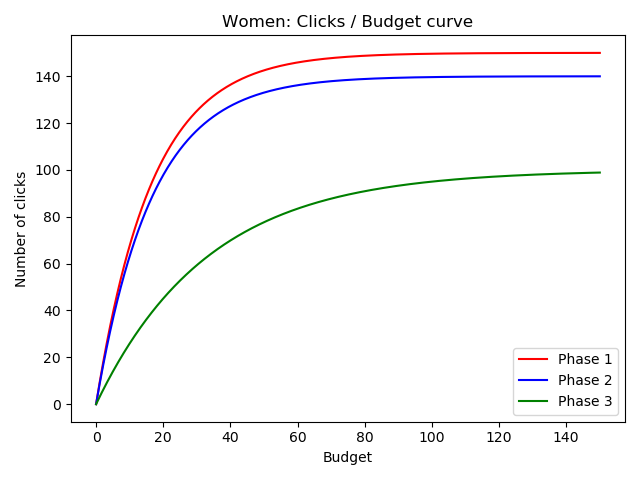 Women: Clicks / Budget curve
Number of clicks
140
120
100
80
60
40
20
0
0 20 40 60 80 100 120 140
Budget
Phase 1
Phase 2
Phase 3